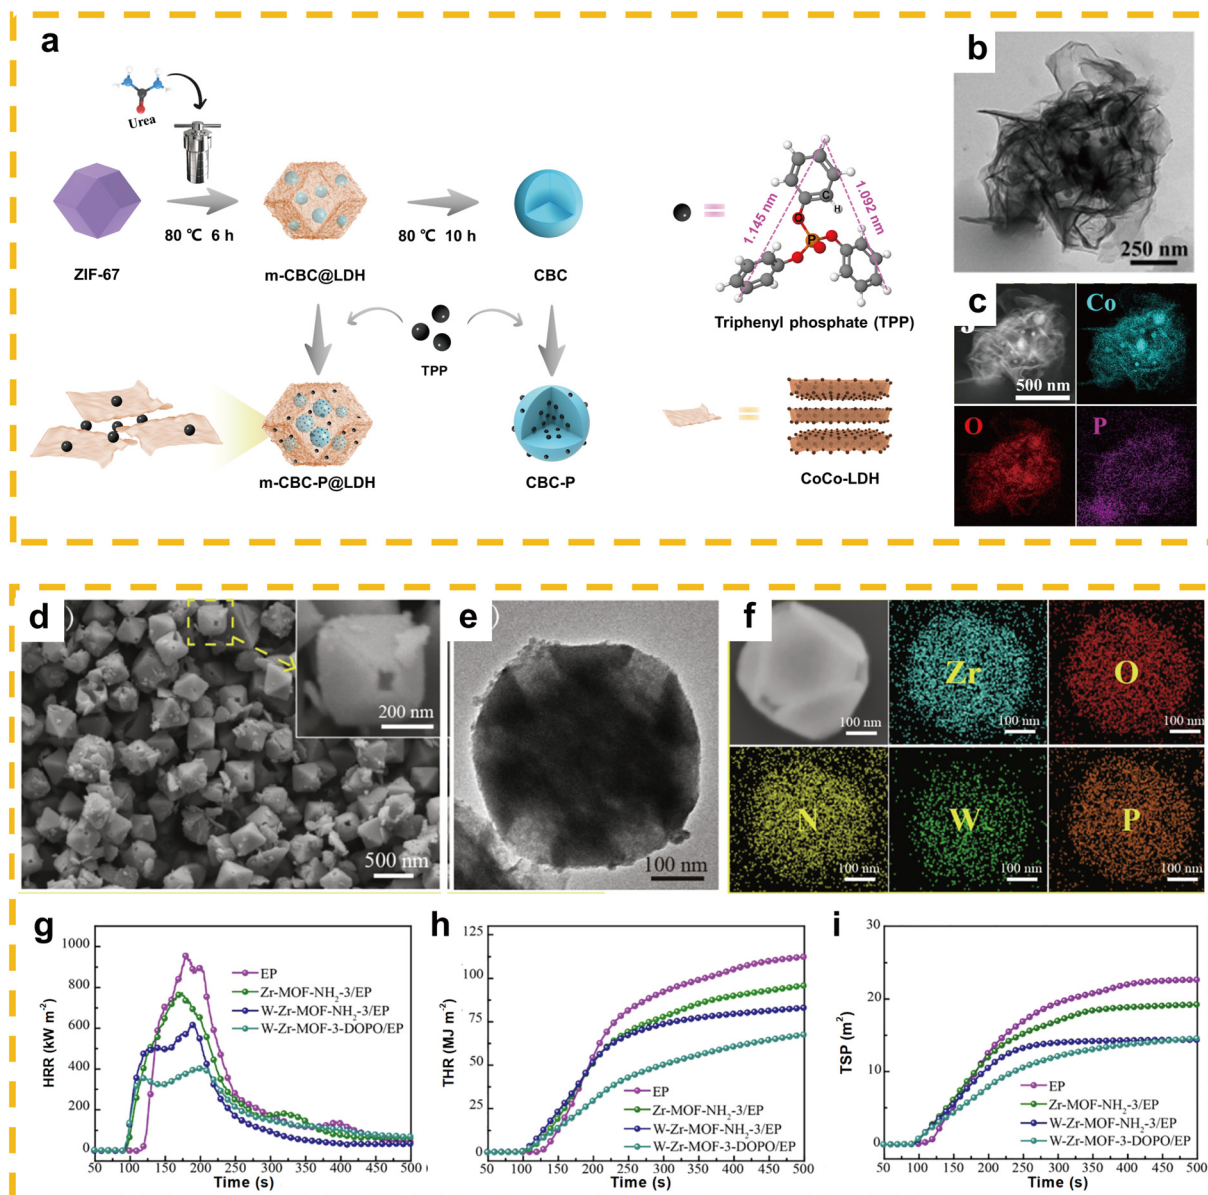 a
Urea
80 ℃ 6 h
80 ℃ 10 h
ZIF-67
m-CBC@LDH
CBC
TPP
m-CBC-P@LDH
CBC-P
1.145 nm
1.092 nm
C
H
O
P
Triphenyl phosphate (TPP)
CoCo-LDH
b
250 nm
c
500 nm
Co
O
P
d
200 nm
500 nm
e
100 nm
f
100 nm
Zr
100 nm
O
100 nm
N
100 nm
W
100 nm
P
100 nm
g
HRR (kW m-2)
1000
800
600
400
200
0
EP
Zr-MOF-NH2-3/EP
W-Zr-MOF-NH2-3/EP
W-Zr-MOF-3-DOPO/EP
50 100 150 200 250 300 350 400 450 500
Time (s)
h
THR (MJ m-2)
125
100
75
50
25
0
EP
Zr-MOF-NH2-3/EP
W-Zr-MOF-NH2-3/EP
W-Zr-MOF-3-DOPO/EP
50 100 150 200 250 300 350 400 450 500
Time (s)
i
TSP (m2)
30
20
10
0
EP
Zr-MOF-NH2-3/EP
W-Zr-MOF-NH2-3/EP
W-Zr-MOF-3-DOPO/EP
50 100 150 200 250 300 350 400 450 500
Time (s)